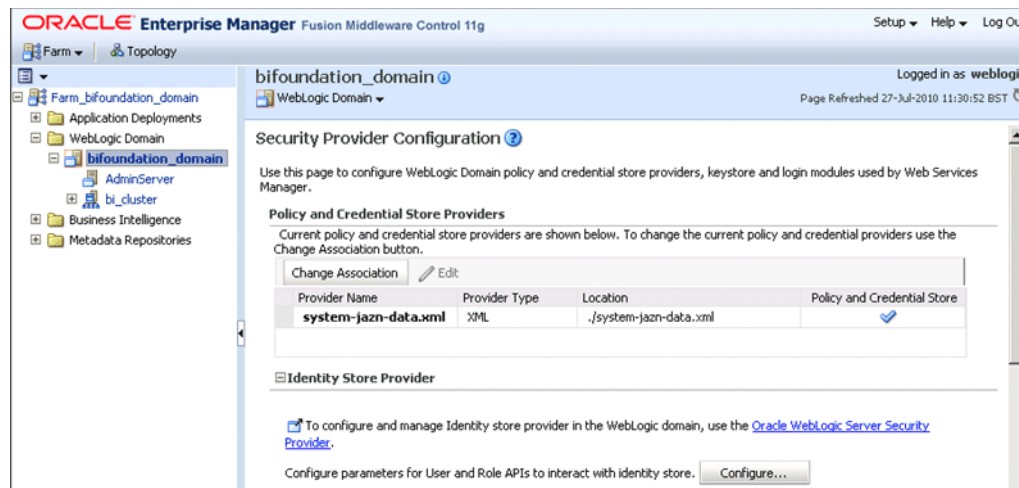 ORACLE Enterprise Manager Fusion Middleware Control 11g
Setup Help Log Ou
Farm Topology
Farm_bifoundation_domain
Application Deployments
WebLogic Domain
bifoundation_domain
AdminServer
bi_cluster
Business Intelligence
Metadata Repositories
bifoundation_domain
Logged in as weblogi
WebLogic Domain
Page Refreshed 27-Jul-2010 11:30:52 BST
Security Provider Configuration
Use this page to configure WebLogic Domain policy and credential store providers, keystore and login modules used by Web Services
Manager.
Policy and Credential Store Providers
Current policy and credential store providers are shown below. To change the current policy and credential providers use the
Change Association button.
Change Association Edit
Provider Name Provider Type Location Policy and Credential Store
system-jazn-data.xml XML ./system-jazn-data.xml
Identity Store Provider
To configure and manage Identity store provider in the WebLogic domain, use the Oracle WebLogic Server Security
Provider.
Configure parameters for User and Role APIs to interact with identity store. Configure...